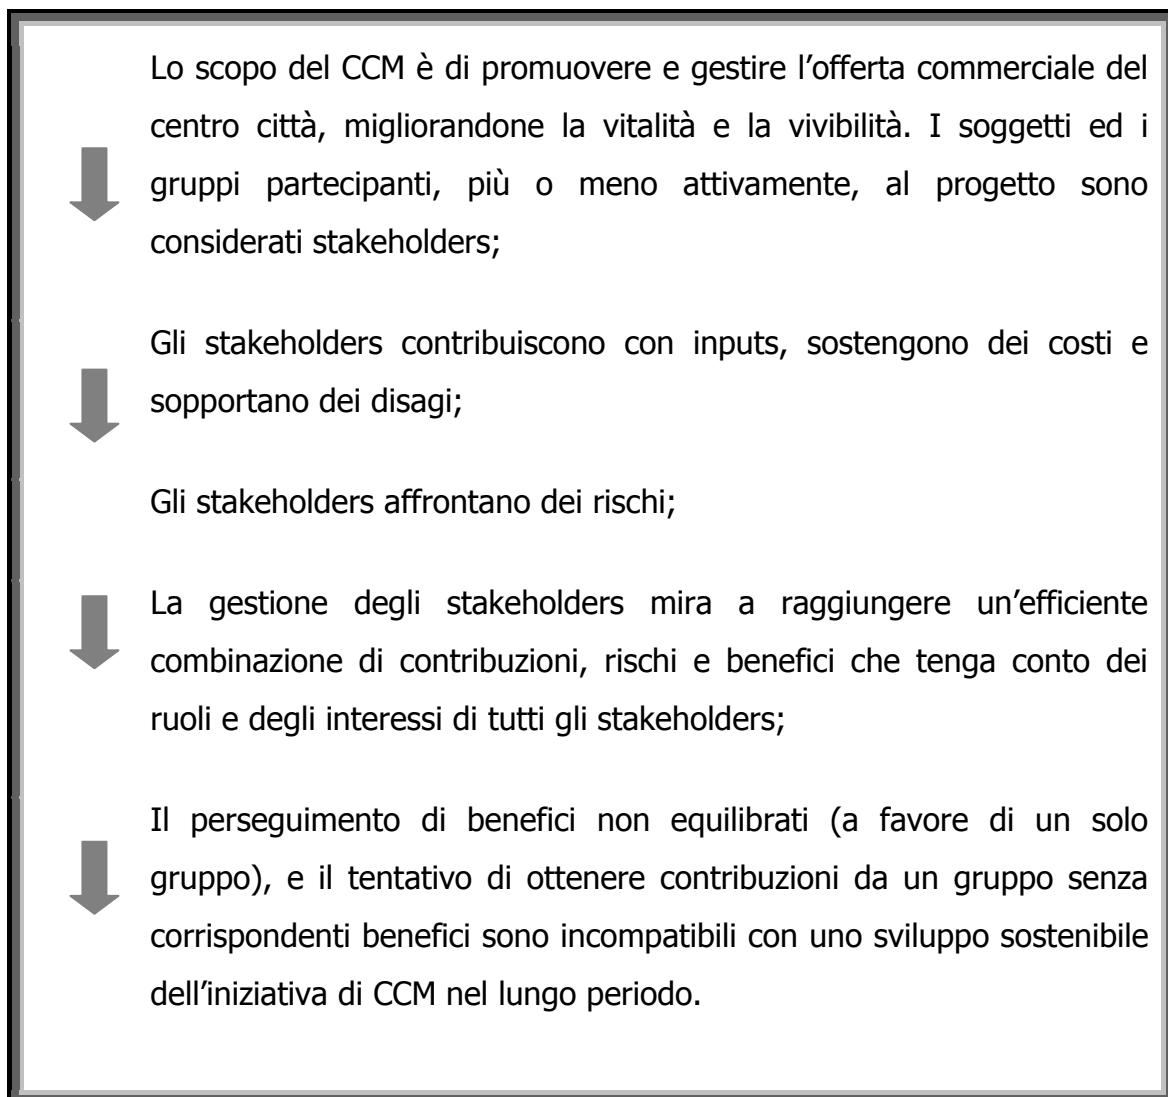 Lo scopo del CCM è di promuovere e gestire l’offerta commerciale del
centro città, migliorandone la vitalità e la vivibilità. I soggetti ed i
gruppi partecipanti, più o meno attivamente, al progetto sono
considerati stakeholders;
Gli stakeholders contribuiscono con inputs, sostengono dei costi e
sopportano dei disagi;
Gli stakeholders affrontano dei rischi;
La gestione degli stakeholders mira a raggiungere un’efficiente
combinazione di contribuzioni, rischi e benefici che tenga conto dei
ruoli e degli interessi di tutti gli stakeholders;
Il perseguimento di benefici non equilibrati (a favore di un solo
gruppo), e il tentativo di ottenere contribuzioni da un gruppo senza
corrispondenti benefici sono incompatibili con uno sviluppo sostenibile
dell’iniziativa di CCM nel lungo periodo.